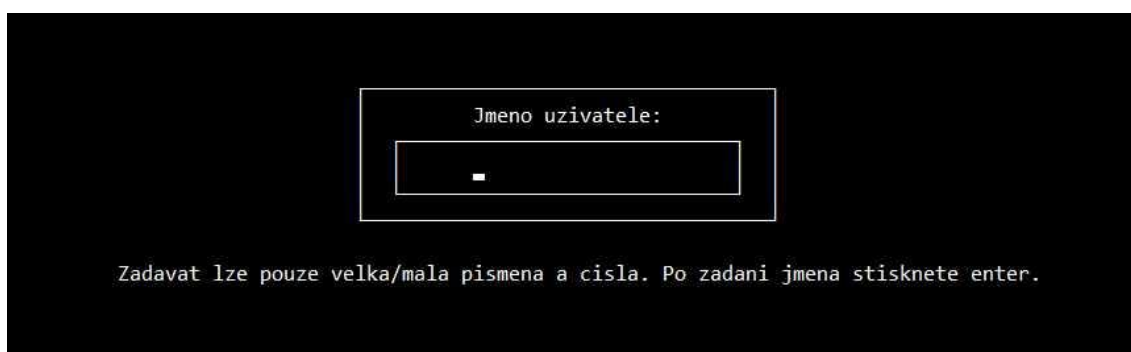 Jmeno uzivatele:
Zadavat lze pouze velka/mala pismena a cisla. Po zadani jmena stisknete enter.